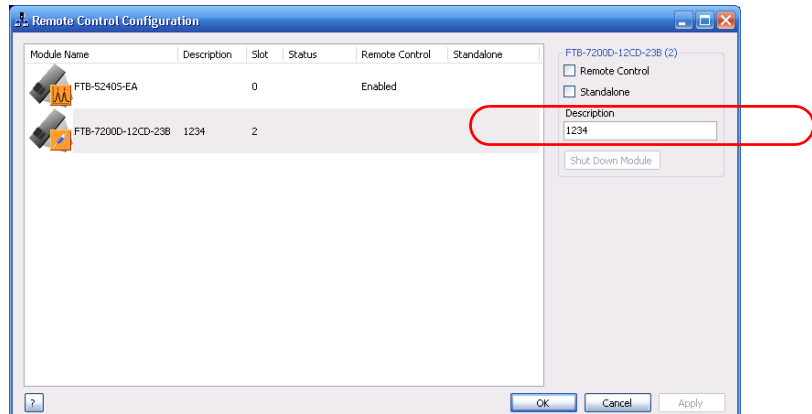 Remote Control Configuration
Module Name Description Slot Status Remote Control Standalone
FTB-5240S-EA 0 Enabled
FTB-7200D-12CD-23B 1234 2
FTB-7200D-12CD-23B (2)
Remote Control
Standalone
Description
1234
Shut Down Module
? OK Cancel Apply